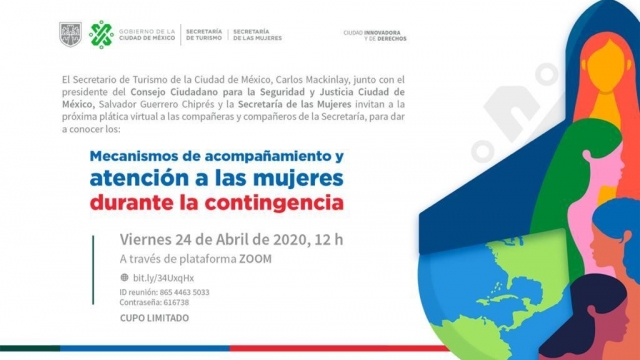 GOBIERNO DE LA
CIUDAD DE MÉXICO
SECRETARÍA
DE TURISMO
SECRETARÍA
DE LAS MUJERES
CIUDAD INNOVADORA
Y DE DERECHOS
El Secretario de Turismo de la Ciudad de México, Carlos Mackinlay, junto con el
presidente del Consejo Ciudadano para la Seguridad y Justicia Ciudad de
México, Salvador Guerrero Chiprés y la Secretaría de las Mujeres invitan a la
próxima plática virtual a las compañeras y compañeros de la Secretaría, para dar
a conocer los:
Mecanismos de acompañamiento y
atención a las mujeres
durante la contingencia
Viernes 24 de Abril de 2020, 12 h
A través de plataforma ZOOM
bit.ly/34UxqHx
ID reunión: 865 4463 5033
Contraseña: 616738
CUPO LIMITADO